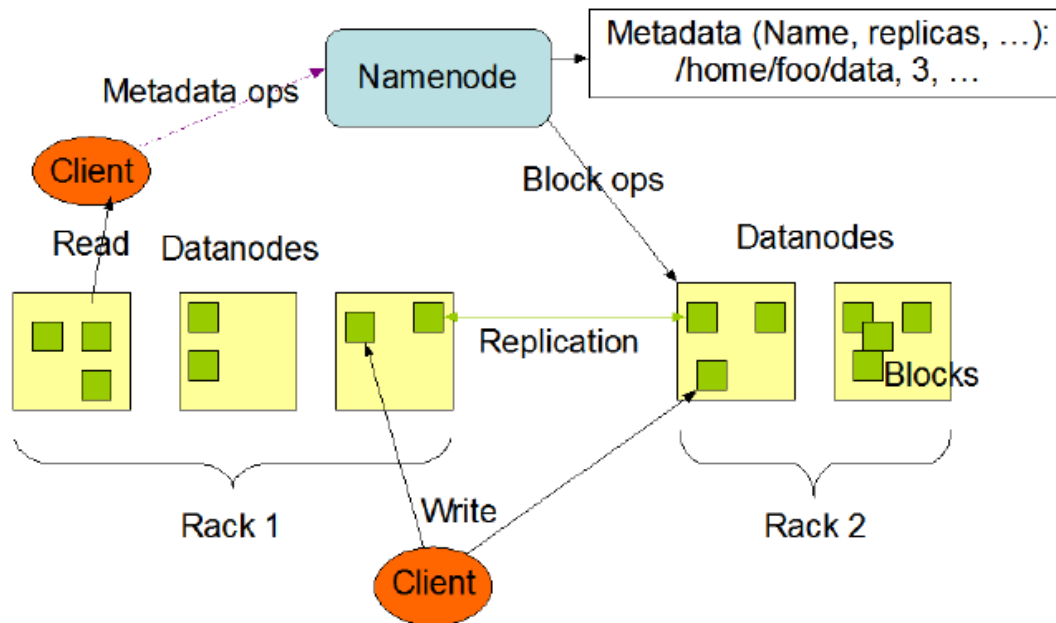 Metadata (Name, replicas, …):
/home/foo/data, 3, …
Namenode
Metadata ops
Client
Block ops
Read
Datanodes
Datanodes
Replication
Blocks
Rack 1
Write
Rack 2
Client